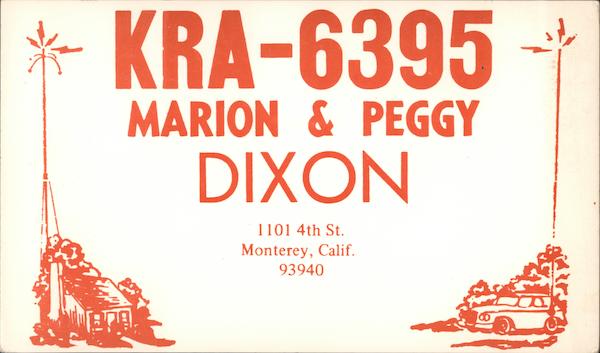 KRA-6395
MARION & PEGGY
DIXON
1101 4th St.
Monterey, Calif.
93940